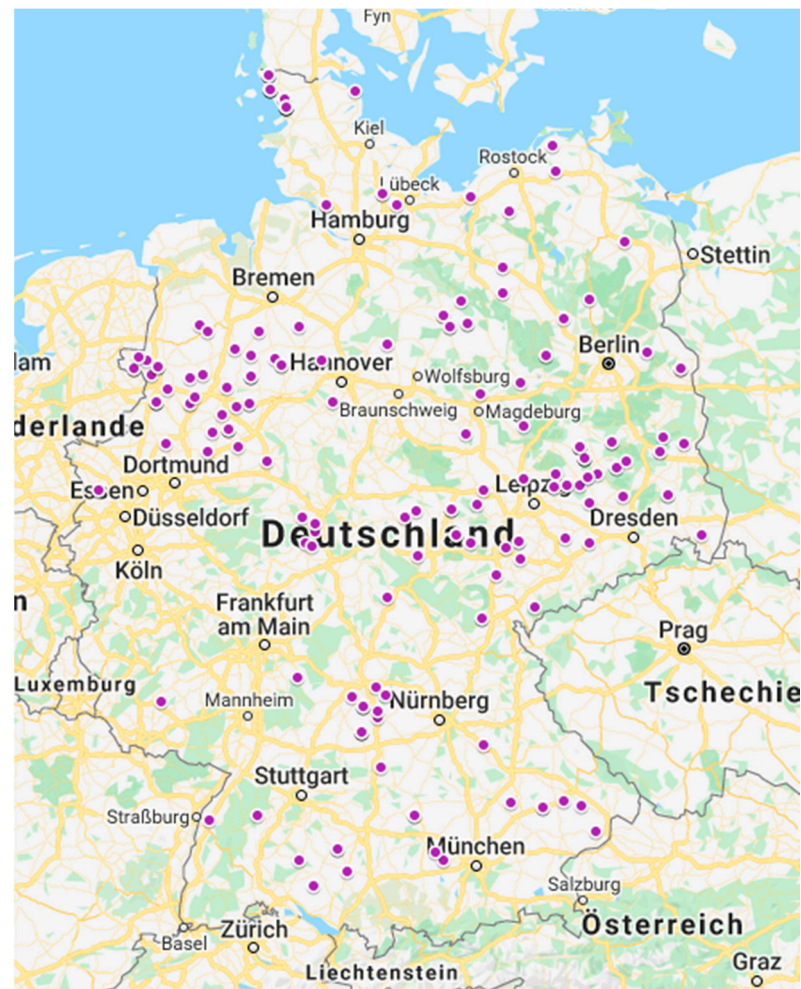 Fyn
Kiel
Rostock
Lübeck
Hamburg
Stettin
Bremen
lam
Hannover
Berlin
Wolfsburg
Braunschweig
Magdeburg
derlande
Dortmund
Essen
Leipzig
Düsseldorf
Deutschland
Dresden
Köln
n
Frankfurt
am Main
Prag
Luxemburg
Tschechie
Mannheim
Nürnberg
Stuttgart
Straßburg
München
Salzburg
Österreich
Basel
Zürich
Graz
Liechtenstein